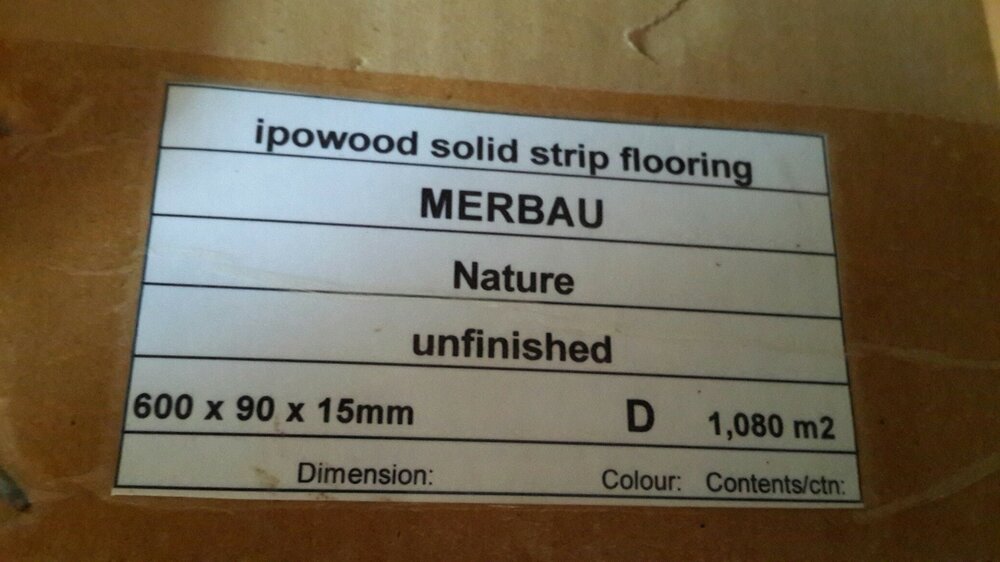 ipowood solid strip flooring
MERBAU
Nature
unfinished
600 x 90 x 15mm D 1,080 m2
Dimension: Colour: Contents/ctn: